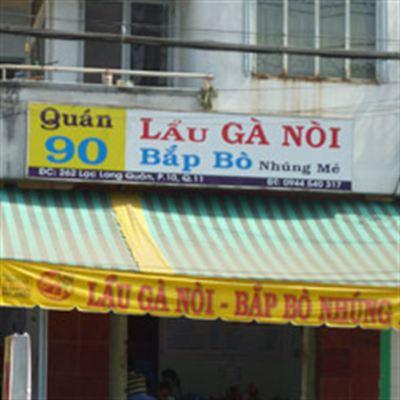 Quán
90
LẨU GÀ NÒI
Bắp Bò Nhúng Mẻ
ĐC: 262 Lạc Long Quân, P.10, Q.11
ĐT: 0944 540 317
LẨU GÀ NÒI - BẮP BÒ NHÚNG